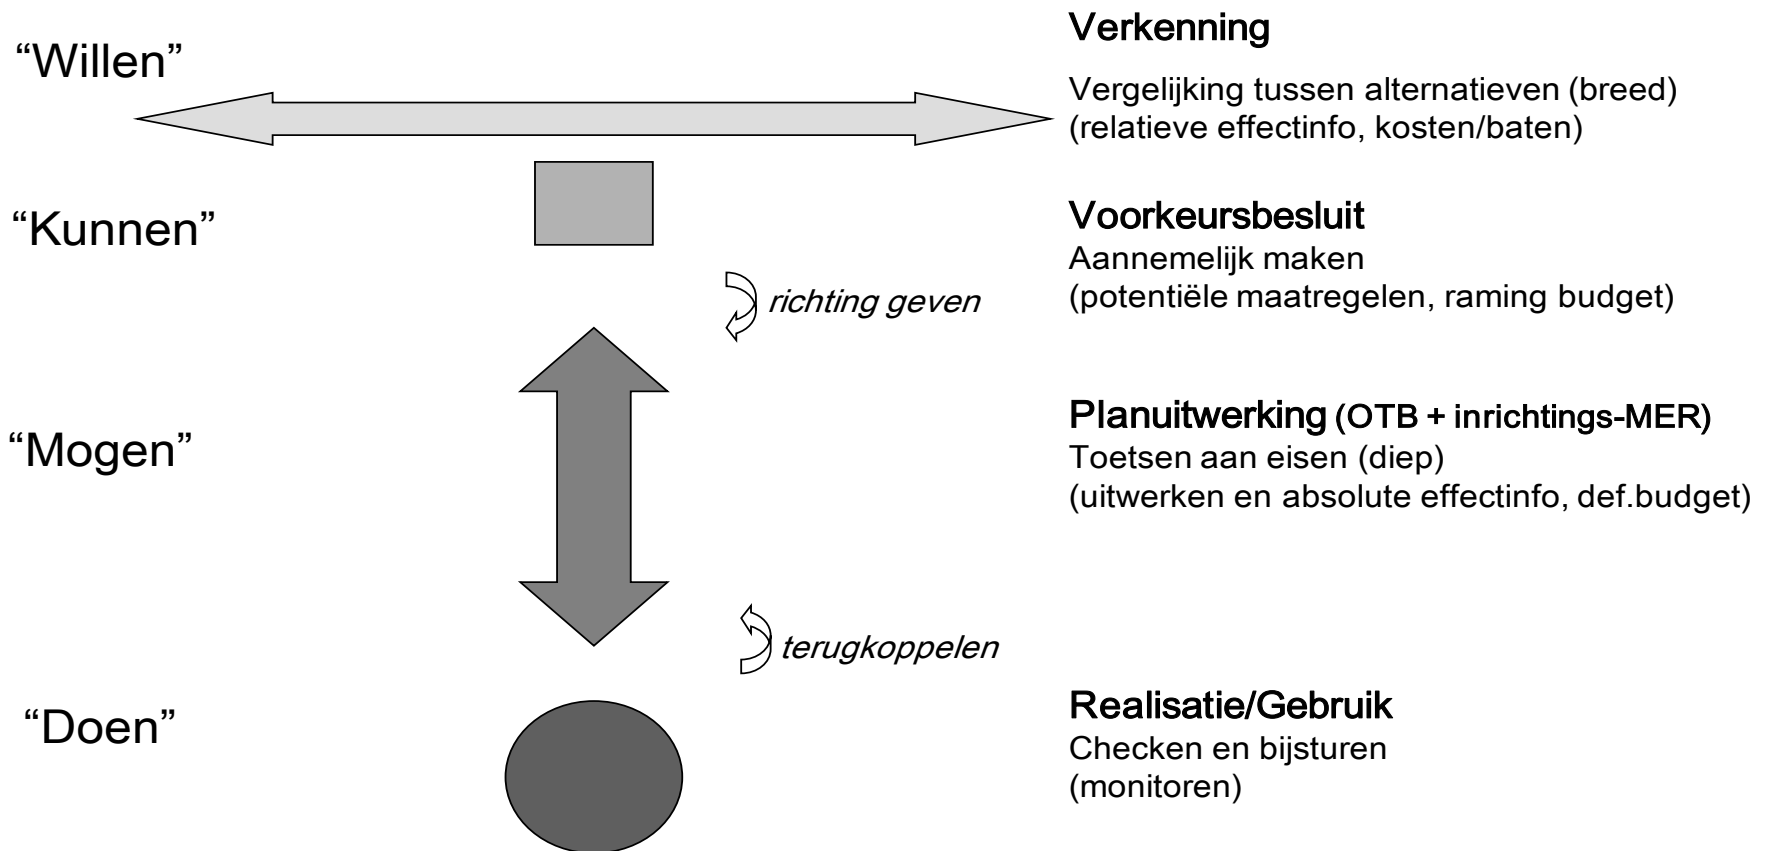 “Willen”
Verkenning
Vergelijking tussen alternatieven (breed)
(relatieve effectinfo, kosten/baten)
“Kunnen”
Voorkeursbesluit
Aannemelijk maken
(potentiële maatregelen, raming budget)
richting geven
“Mogen”
Planuitwerking (OTB + inrichtings-MER)
Toetsen aan eisen (diep)
(uitwerken en absolute effectinfo, def.budget)
terugkoppelen
“Doen”
Realisatie/Gebruik
Checken en bijsturen
(monitoren)